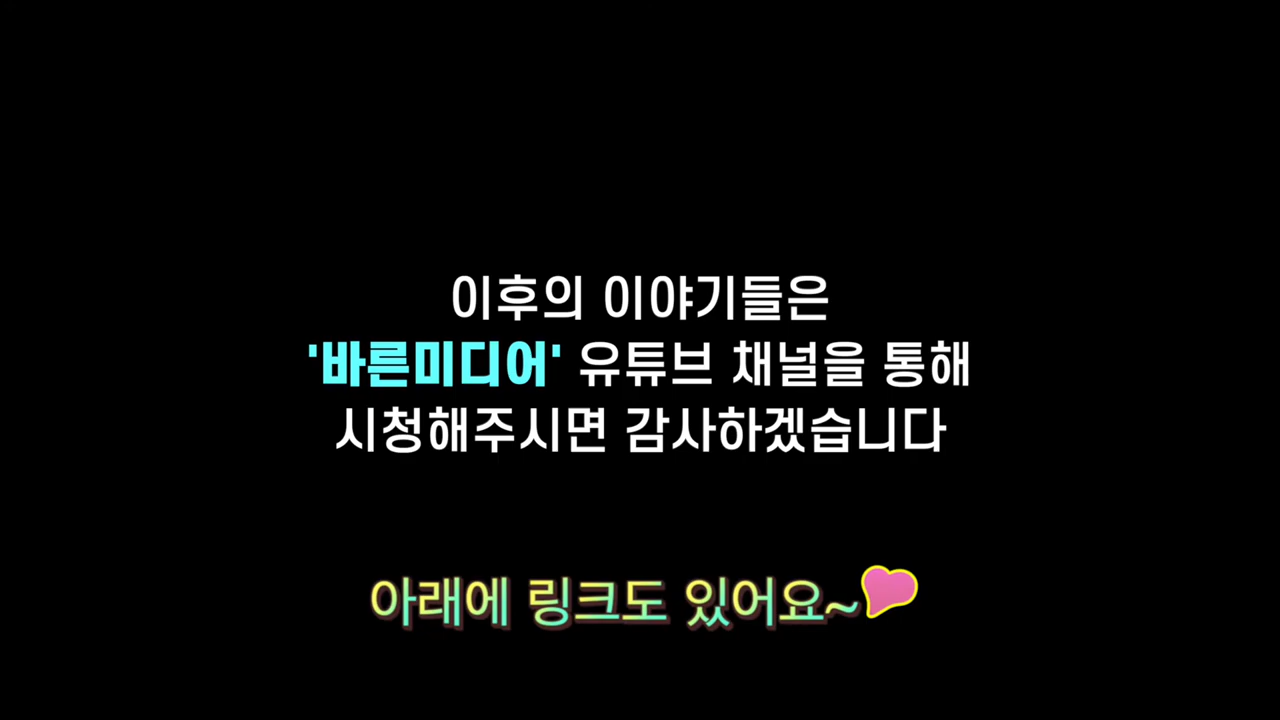 이후의 이야기들은
'바른미디어' 유튜브 채널을 통해
시청해주시면 감사하겠습니다
아래에 링크도 있어요~